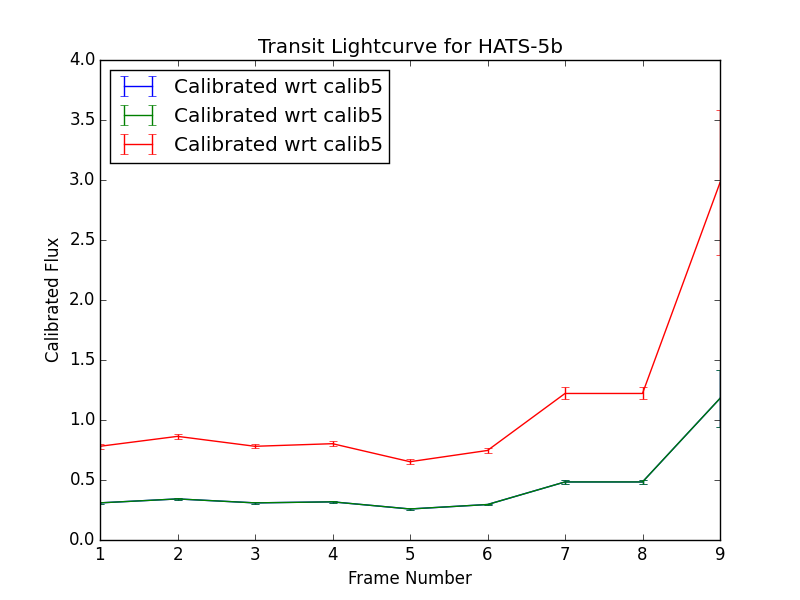 Transit Lightcurve for HATS-5b
4.0
3.5
3.0
2.5
2.0
1.5
1.0
0.5
0.0
Calibrated Flux
Calibrated wrt calib5
Calibrated wrt calib5
Calibrated wrt calib5
1 2 3 4 5 6 7 8 9
Frame Number